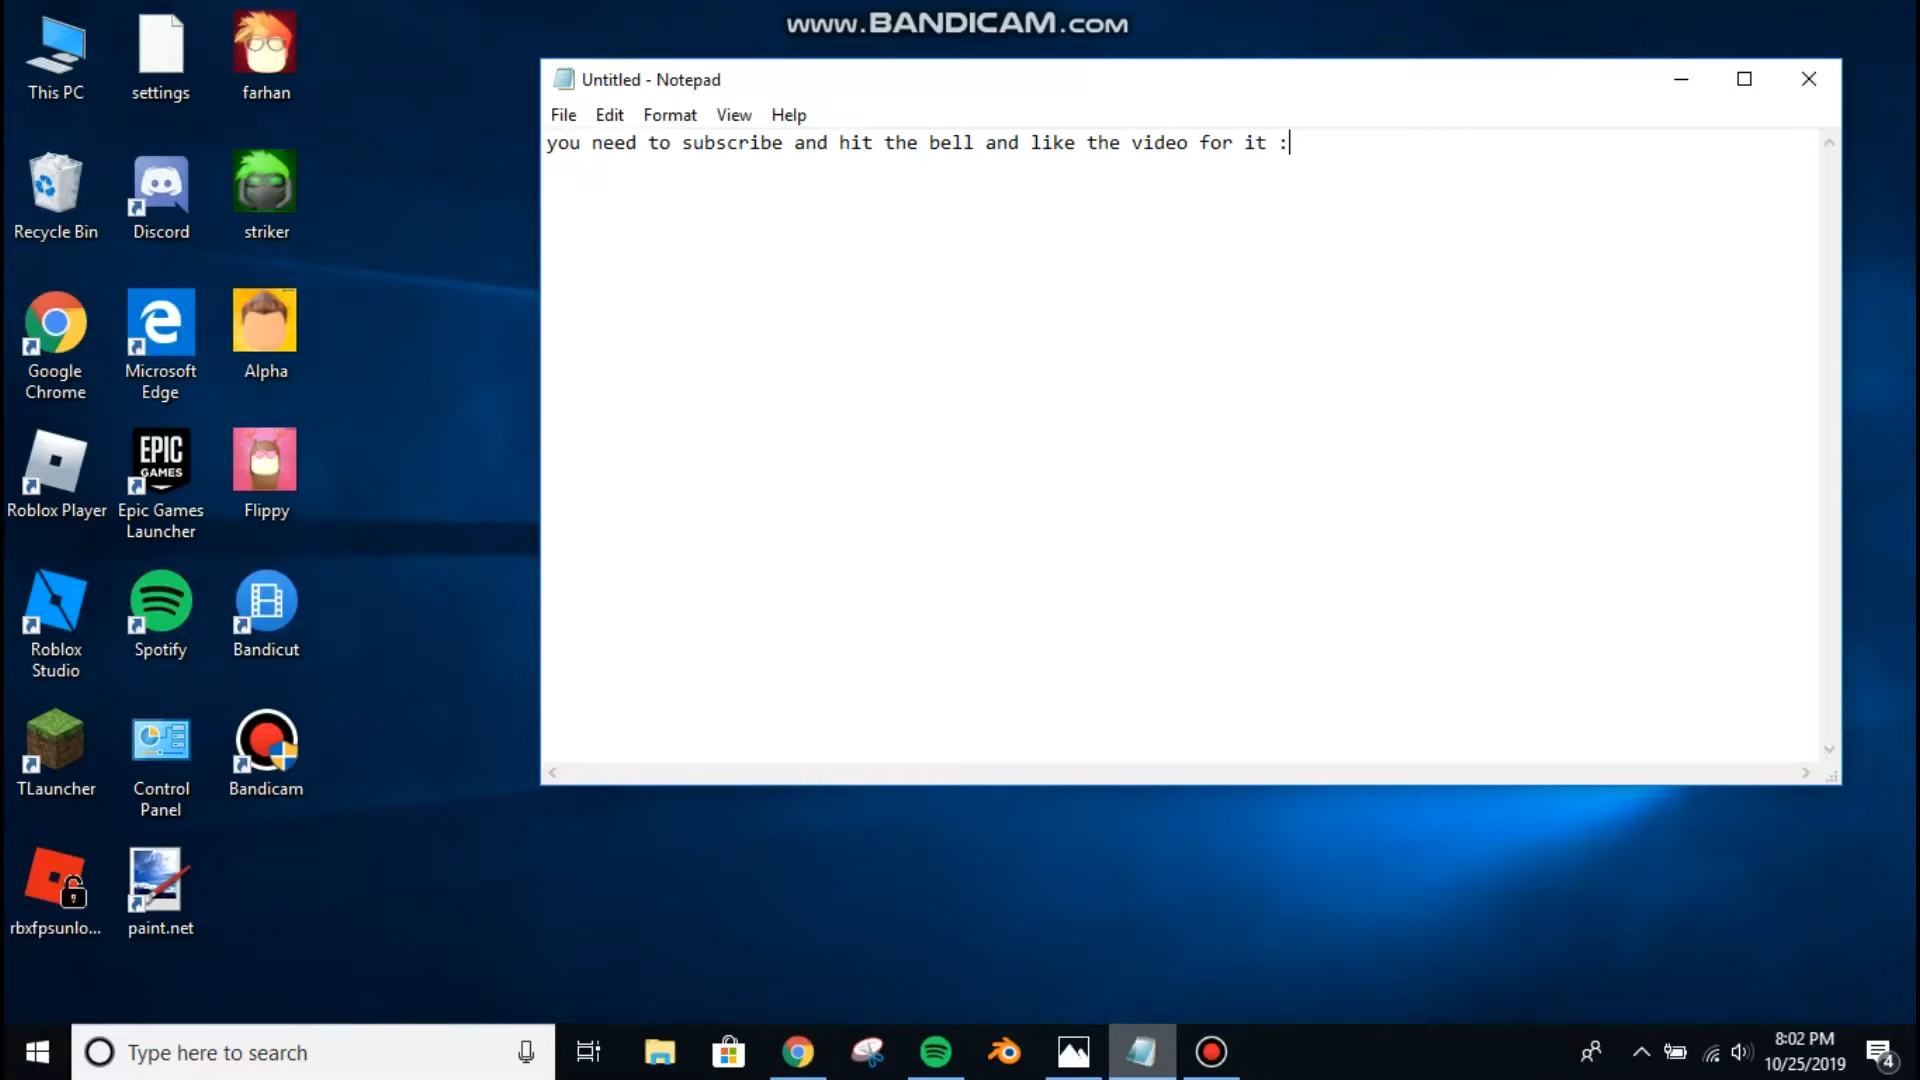 www.BANDICAM.COM
This PC
settings
farhan
Untitled - Notepad
File Edit Format View Help
you need to subscribe and hit the bell and like the video for it :
Recycle Bin
Discord
striker
Google
Chrome
Microsoft
Edge
Alpha
Roblox Player
EPIC
GAMES
Epic Games
Launcher
Flippy
Roblox
Studio
Spotify
Bandicut
TLauncher
Control
Panel
Bandicam
rbxfpsunlo...
paint.net
Type here to search
8:02 PM
10/25/2019
4